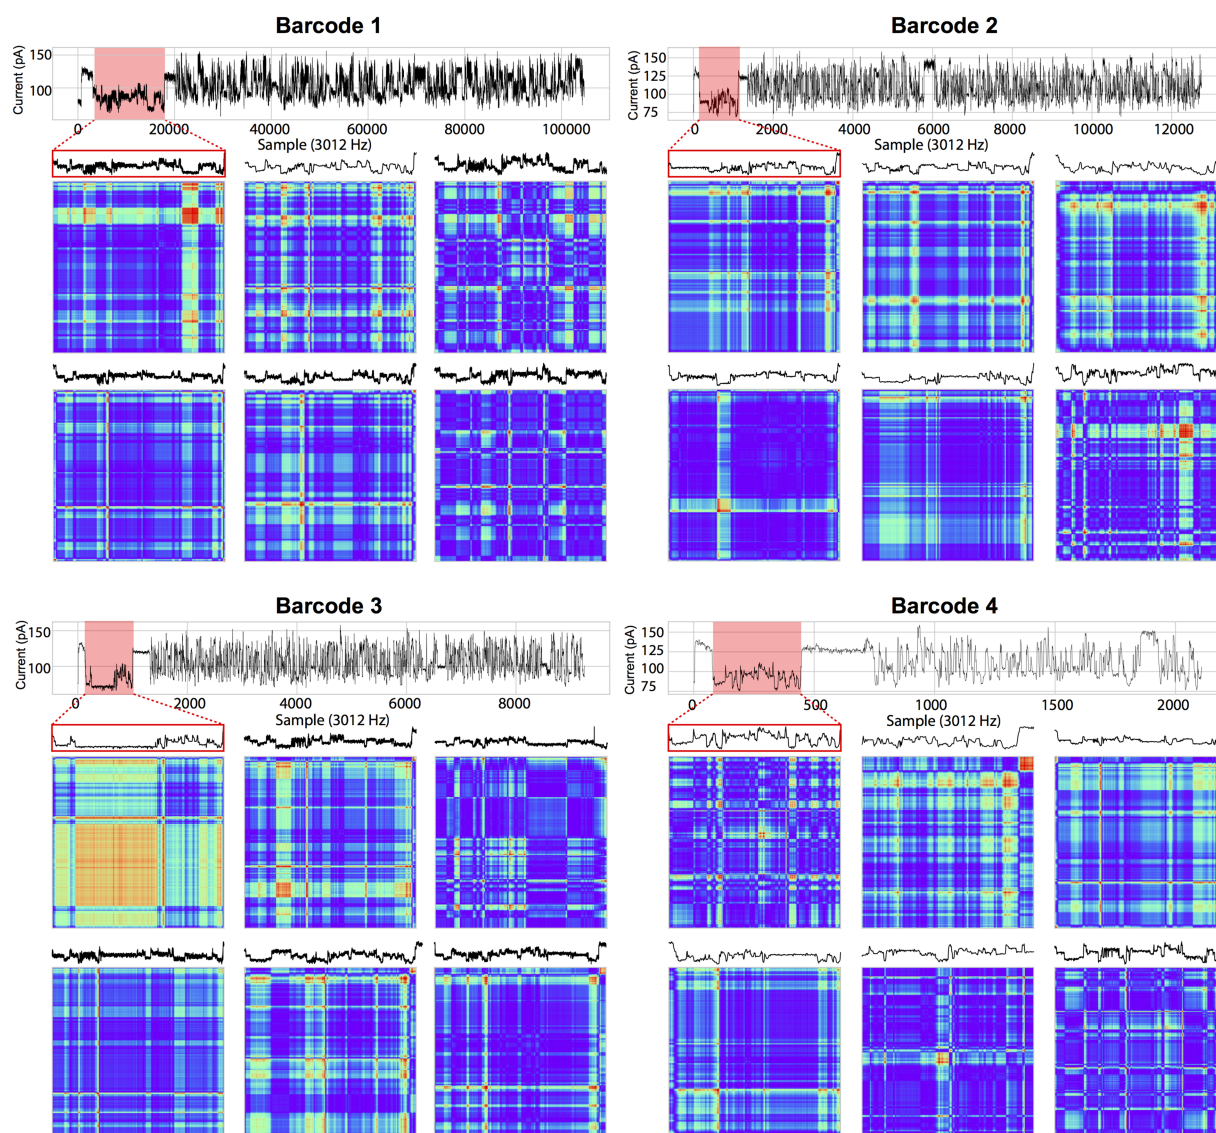 Barcode 1
Current (pA)
150
100
0 20000 40000 60000 80000 100000
Sample (3012 Hz)
Barcode 2
Current (pA)
150
125
100
75
0 2000 4000 6000 8000 10000 12000
Sample (3012 Hz)
Barcode 3
Current (pA)
150
100
0 2000 4000 6000 8000
Sample (3012 Hz)
Barcode 4
Current (pA)
150
125
100
75
0 500 1000 1500 2000
Sample (3012 Hz)